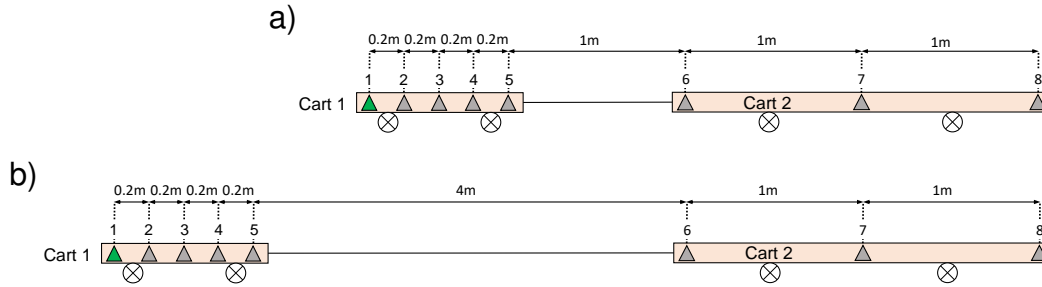 a)
0.2m 0.2m 0.2m 0.2m 1m 1m 1m
1 2 3 4 5 6 7 8
Cart 1 Cart 2
b)
0.2m 0.2m 0.2m 0.2m 4m 1m 1m
1 2 3 4 5 6 7 8
Cart 1 Cart 2